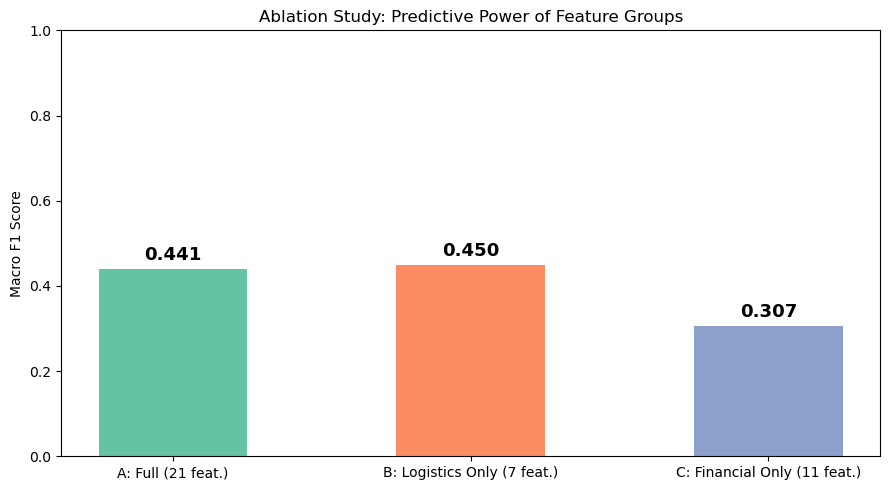 Ablation Study: Predictive Power of Feature Groups
Macro F1 Score
1.0
0.8
0.6
0.4
0.2
0.0
0.441
0.450
0.307
A: Full (21 feat.)
B: Logistics Only (7 feat.)
C: Financial Only (11 feat.)